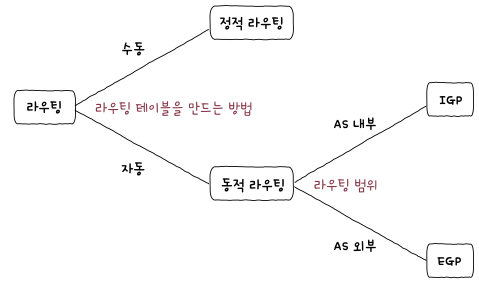 정적 라우팅
수동
라우팅
라우팅 테이블을 만드는 방법
IGP
AS 내부
자동
동적 라우팅
라우팅 범위
AS 외부
EGP